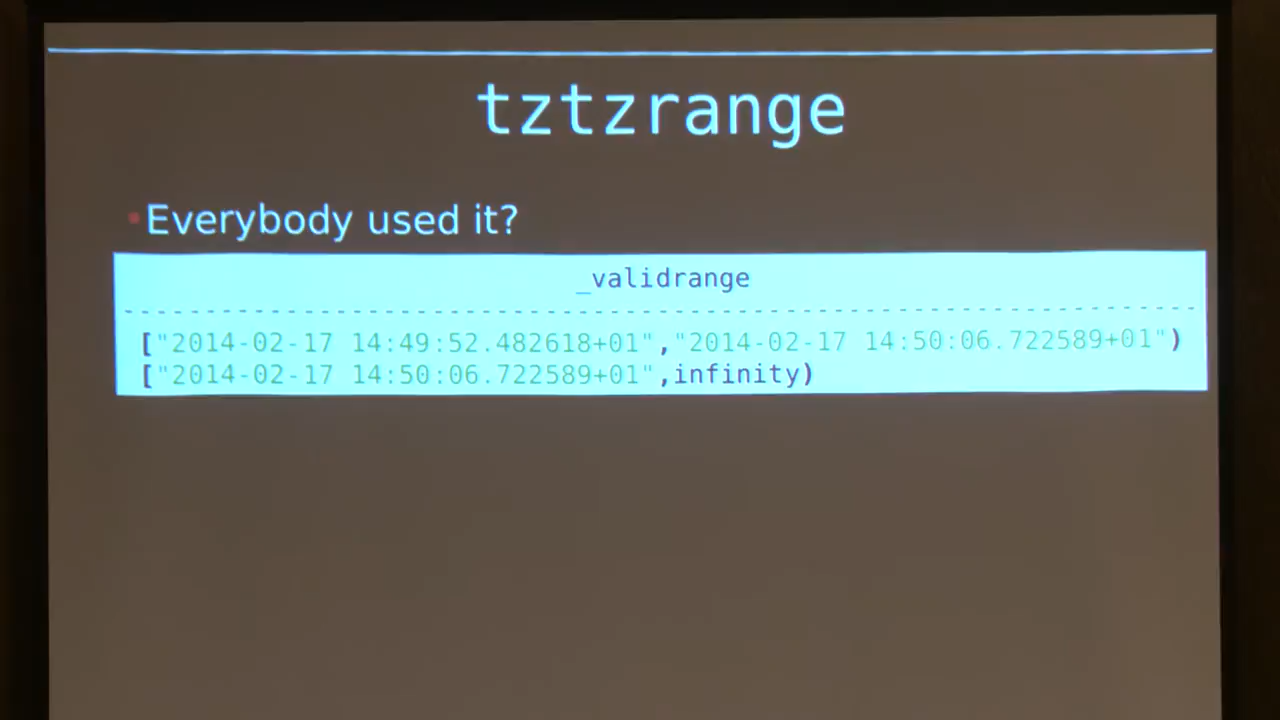 tztzrange
•Everybody used it?
_validrange
------------------------------------------------------------------
["2014-02-17 14:49:52.482618+01","2014-02-17 14:50:06.722589+01")
["2014-02-17 14:50:06.722589+01",infinity)